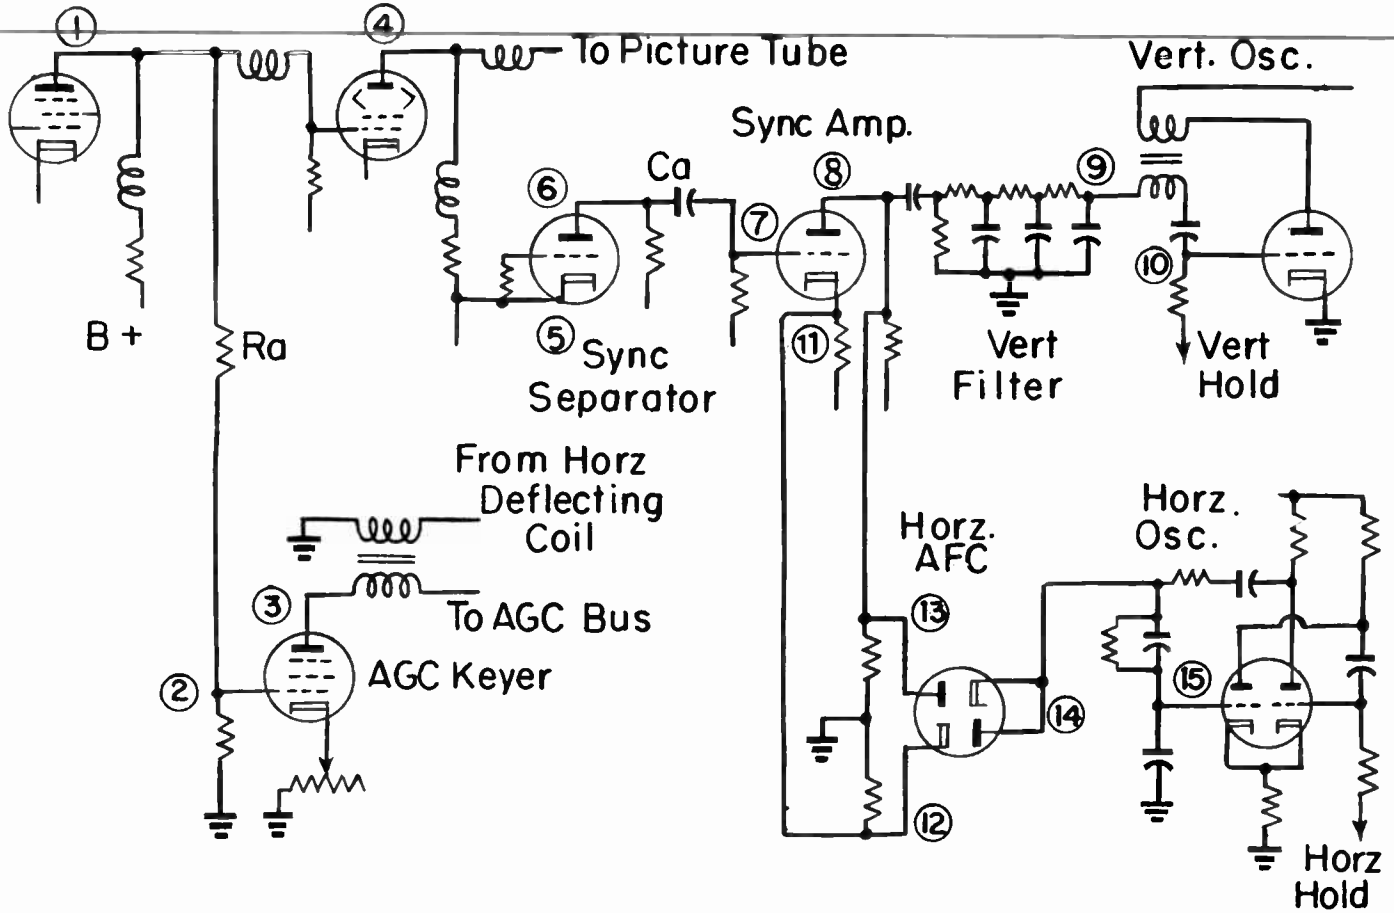 1
4
To Picture Tube
Vert. Osc.
Sync Amp.
Ca
6
7
8
9
10
B +
Ra
5
Sync
Separator
11
Vert
Filter
Vert
Hold
From Horz
Deflecting
Coil
Horz.
AFC
Horz.
Osc.
3
To AGC Bus
AGC Keyer
2
13
14
15
12
Horz
Hold